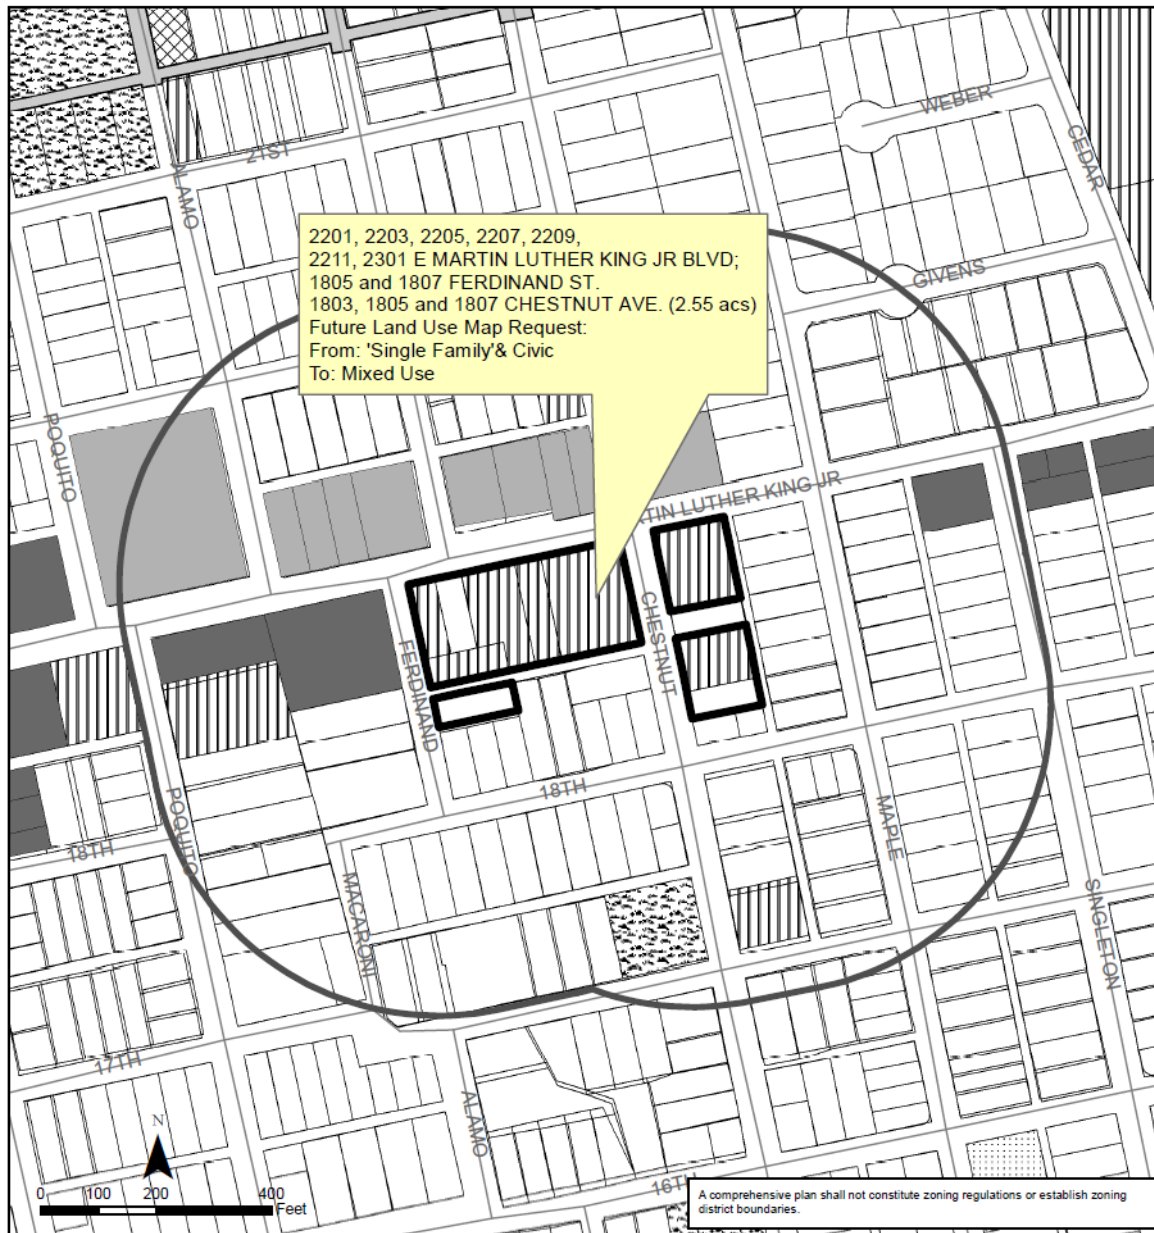 WEBER
CEDAR
21ST
ALAMO
2201, 2203, 2205, 2207, 2209,
2211, 2301 E MARTIN LUTHER KING JR BLVD;
1805 and 1807 FERDINAND ST.
1803, 1805 and 1807 CHESTNUT AVE. (2.55 acs)
Future Land Use Map Request:
From: 'Single Family'& Civic
To: Mixed Use
GIVENS
POQUITO
TIN LUTHER KING JR
CHESTNUT
FERDINAND
18TH
POQUITO
18TH
MAPLE
MACARONI
SINGLETON
17TH
ALAMO
16TH
N
0 100 200 400
Feet
A comprehensive plan shall not constitute zoning regulations or establish zoning
district boundaries.